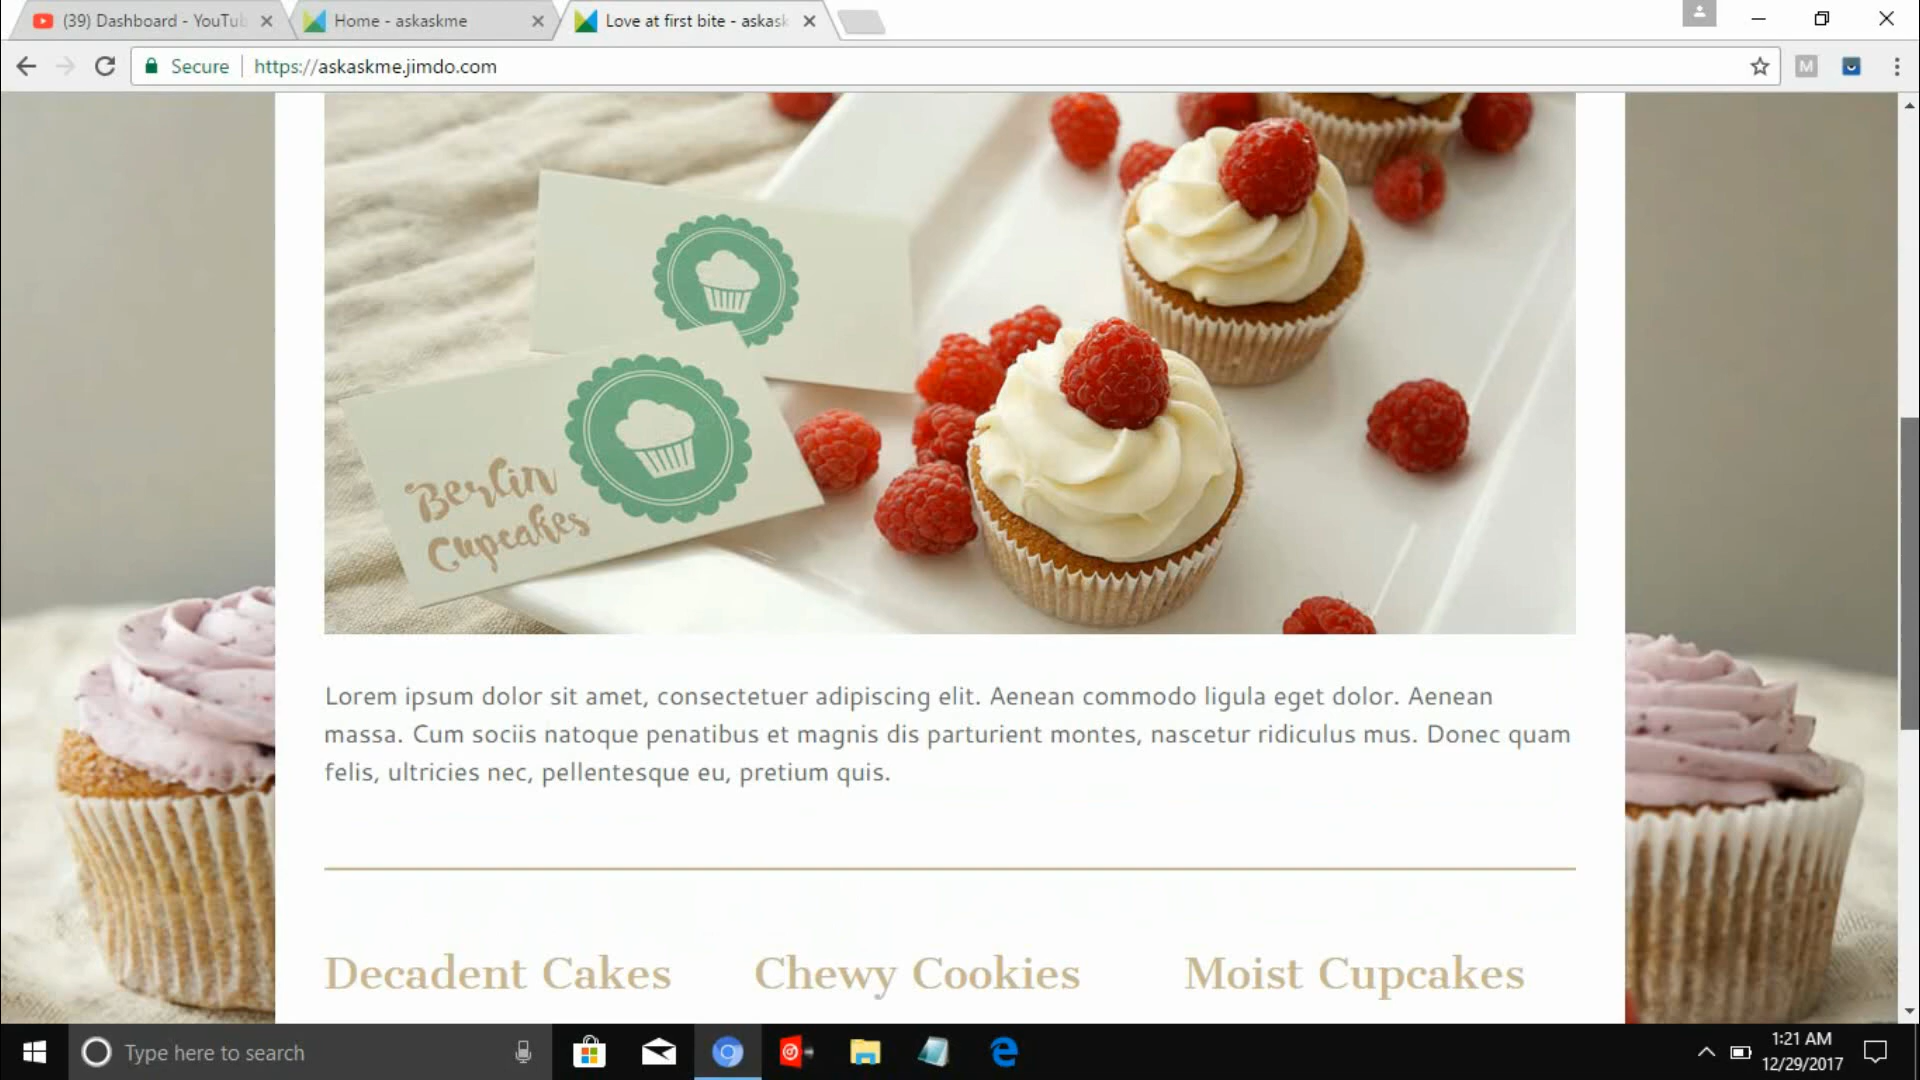 (39) Dashboard - YouTub
Home - askaskme
Love at first bite - askask
Secure
https://askaskme.jimdo.com
M
Berlin
Cupcakes
Lorem ipsum dolor sit amet, consectetuer adipiscing elit. Aenean commodo ligula eget dolor. Aenean
massa. Cum sociis natoque penatibus et magnis dis parturient montes, nascetur ridiculus mus. Donec quam
felis, ultricies nec, pellentesque eu, pretium quis.
Decadent Cakes
Chewy Cookies
Moist Cupcakes
Type here to search
1:21 AM
12/29/2017